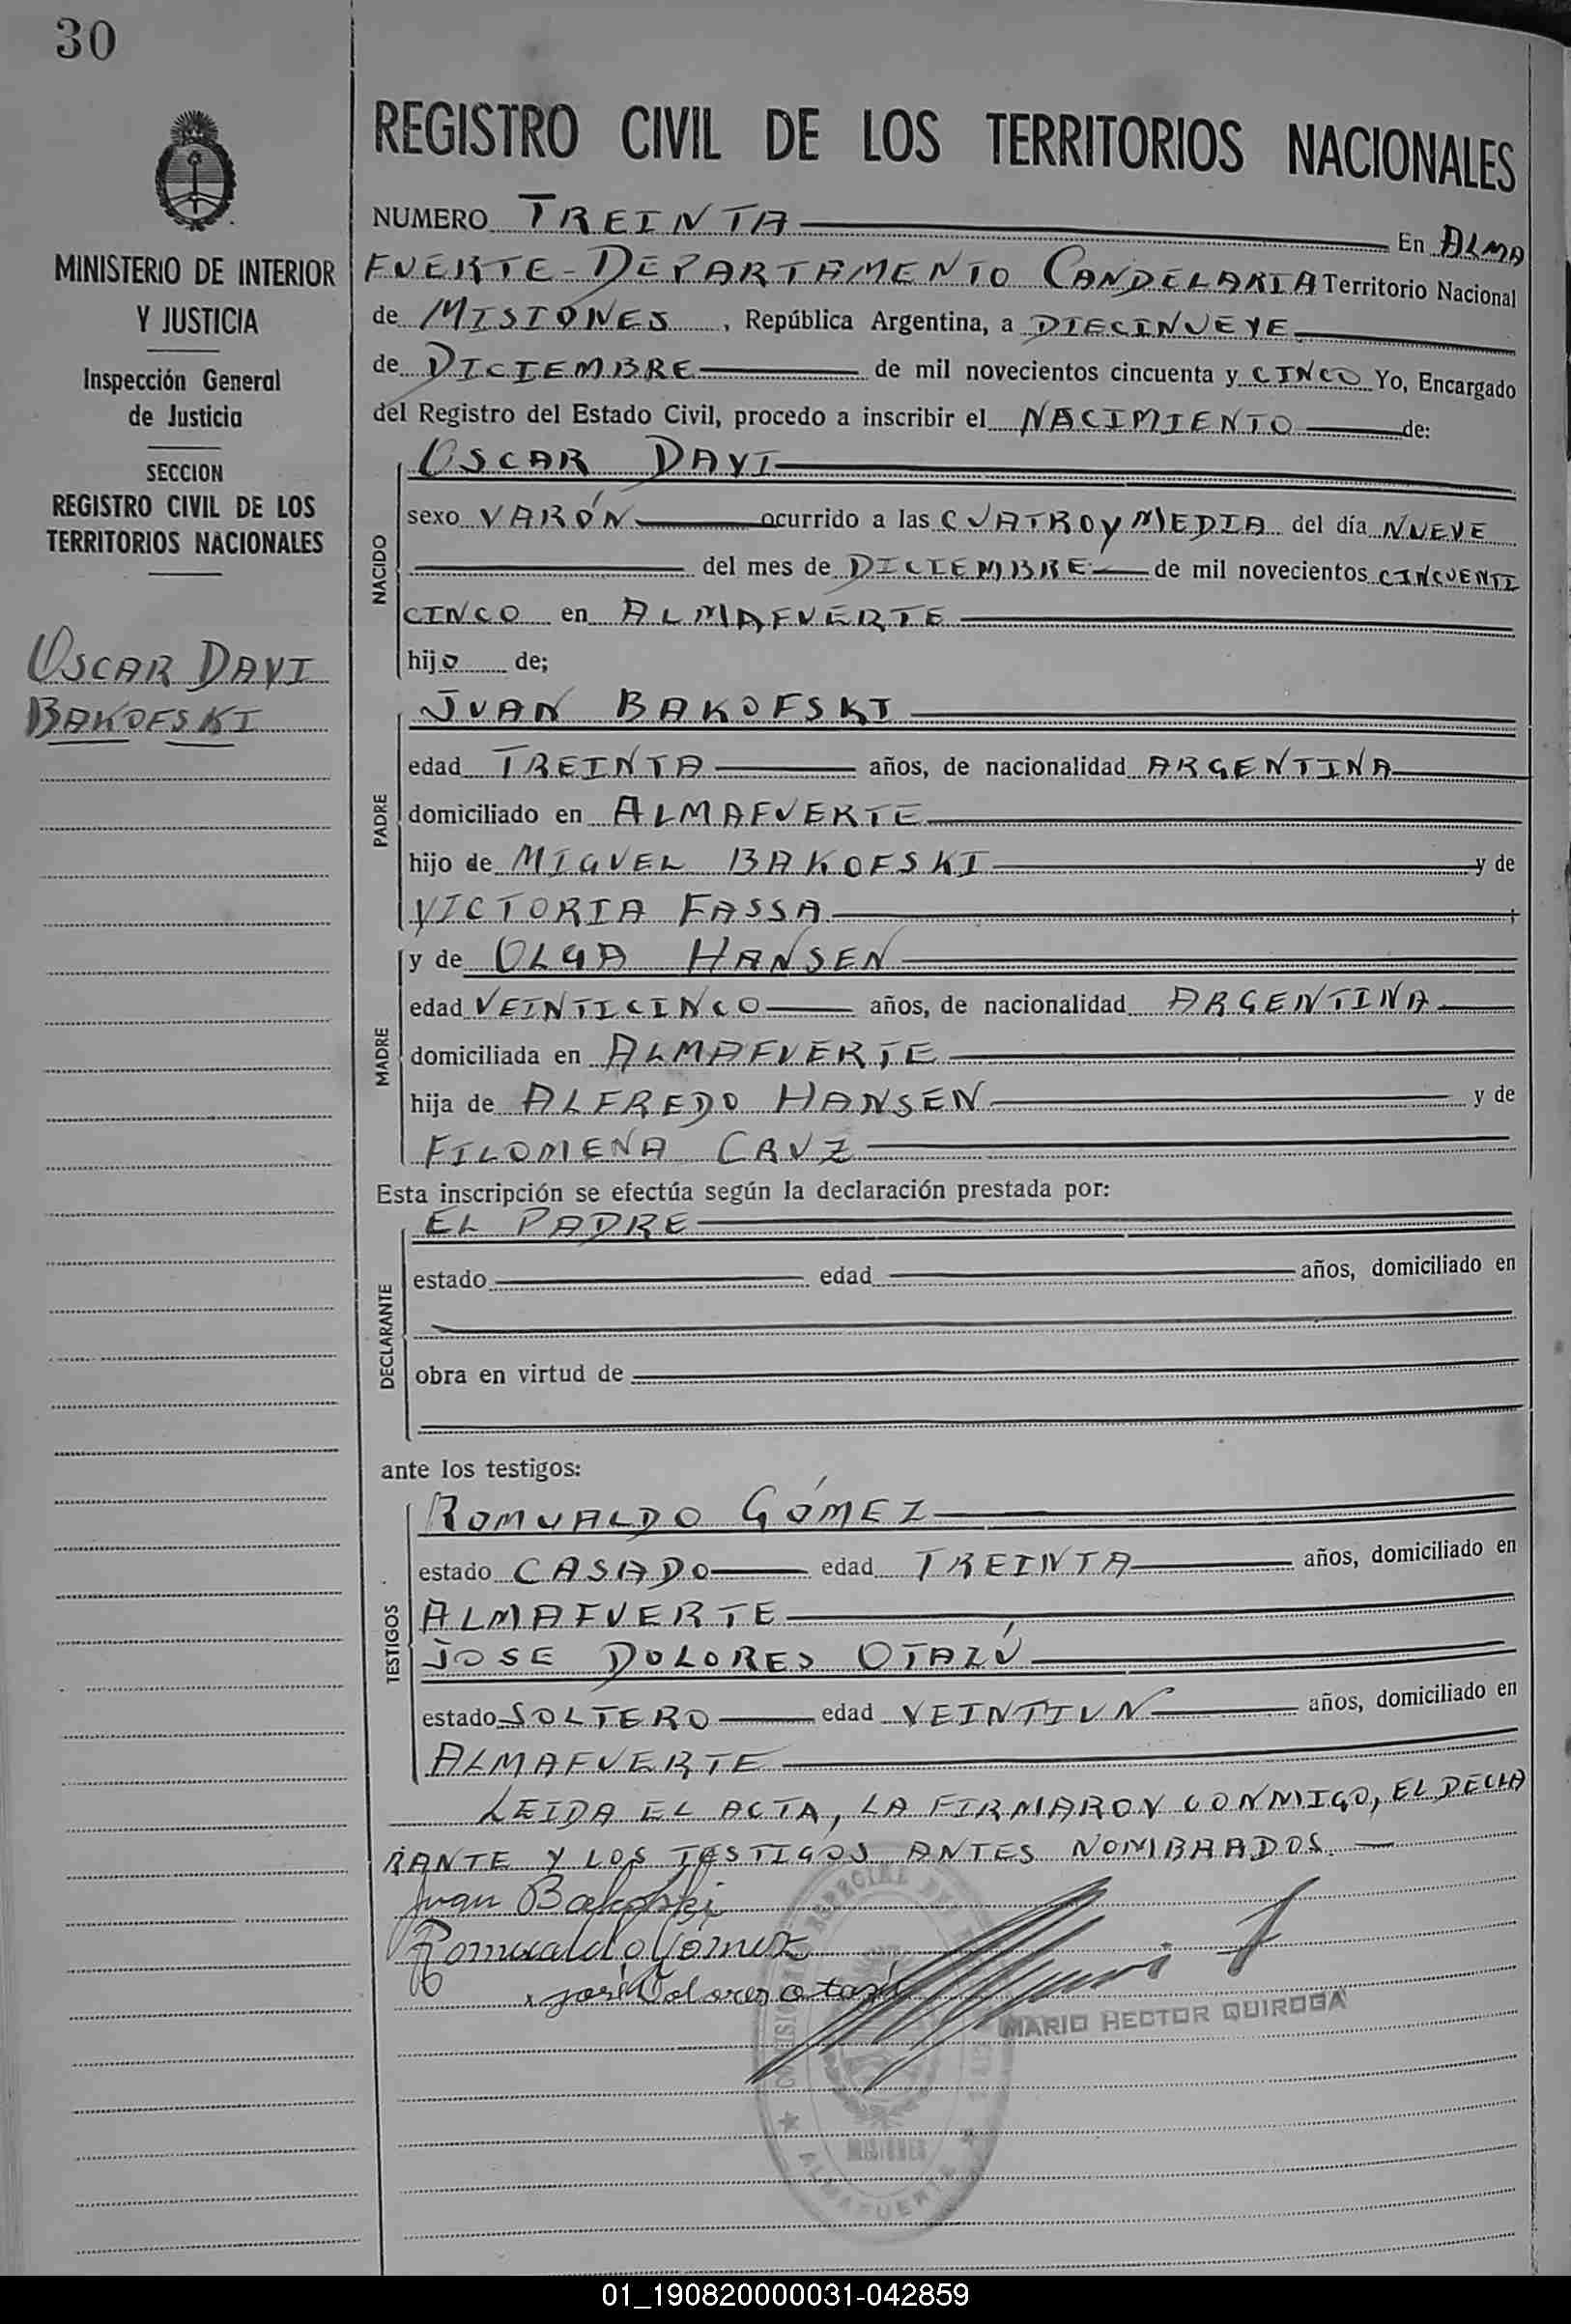 30
MINISTERIO DE INTERIOR
Y JUSTICIA
Inspección General
de Justicia
SECCION
REGISTRO CIVIL DE LOS
TERRITORIOS NACIONALES
OSCAR DAVI
BAKOFSKI
REGISTRO CIVIL DE LOS TERRITORIOS NACIONALES
NUMERO TREINTA En ALMA
FUERTE - DEPARTAMENTO CANDELARIA Territorio Nacional
de MISIONES , República Argentina, a DIECINUEVE
de DICIEMBRE de mil novecientos cincuenta y CINCO Yo, Encargado
del Registro del Estado Civil, procedo a inscribir el NACIMIENTO de:
NACIDO
OSCAR DAVI
sexo VARÓN ocurrido a las CUATRO y MEDIA del día NUEVE
del mes de DICIEMBRE de mil novecientos CINCUENTI
CINCO en ALMAFUERTE
hijo de;
PADRE
JUAN BAKOFSKI
edad TREINTA años, de nacionalidad ARGENTINA
domiciliado en ALMAFUERTE
hijo de MIGUEL BAKOFSKI y de
VICTORIA FASSA
MADRE
y de OLGA HANSEN
edad VEINTICINCO años, de nacionalidad ARGENTINA
domiciliada en ALMAFUERTE
hija de ALFREDO HANSEN y de
FILOMENA CRUZ
Esta inscripción se efectúa según la declaración prestada por:
DECLARANTE
EL PADRE
estado edad años, domiciliado en
obra en virtud de
ante los testigos:
TESTIGOS
ROMUALDO GÓMEZ
estado CASADO edad TREINTA años, domiciliado en
ALMAFUERTE
JOSE DOLORES OTAZÚ
estado SOLTERO edad VEINTIUN años, domiciliado en
ALMAFUERTE
LEIDA EL ACTA, LA FIRMARON CONMIGO, EL DECLA
RANTE Y LOS TESTIGOS ANTES NOMBRADOS.
Juan Bakofski
Romualdo Gómez
José Dolores otazú
MARIO HECTOR QUIROGA
ESPECIAL DEL
MISIONES
ALMAFUERTE
01_190820000031-042859